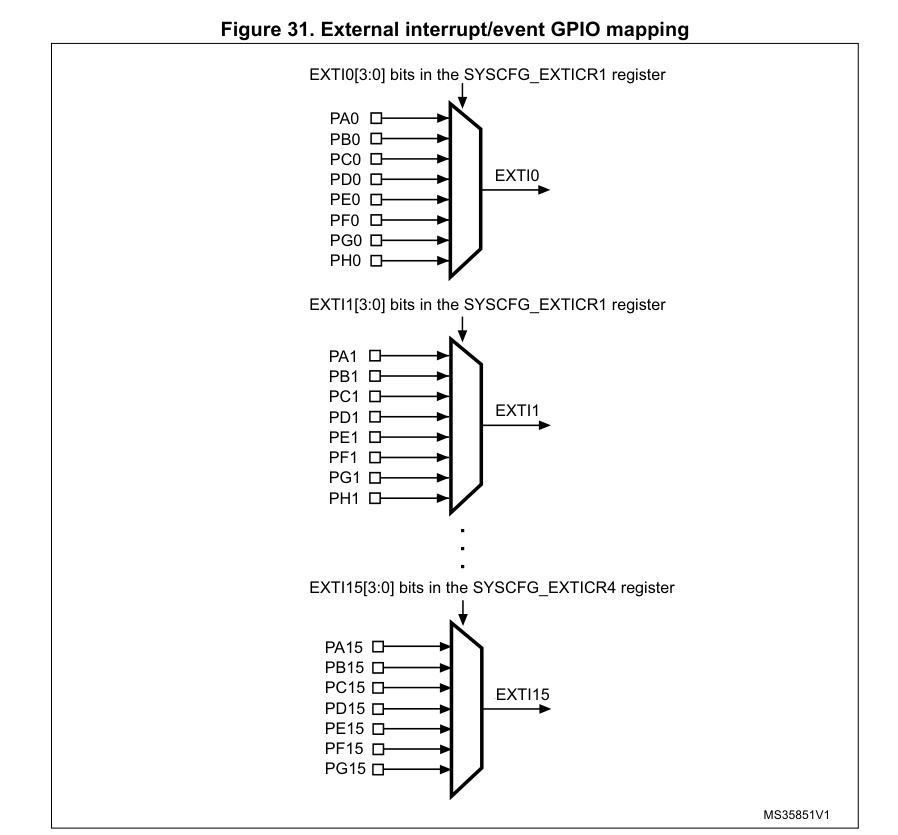 Figure 31. External interrupt/event GPIO mapping
EXTI0[3:0] bits in the SYSCFG_EXTICR1 register
PA0
PB0
PC0
PD0
PE0
PF0
PG0
PH0
EXTI0
EXTI1[3:0] bits in the SYSCFG_EXTICR1 register
PA1
PB1
PC1
PD1
PE1
PF1
PG1
PH1
EXTI1
EXTI15[3:0] bits in the SYSCFG_EXTICR4 register
PA15
PB15
PC15
PD15
PE15
PF15
PG15
EXTI15
MS35851V1